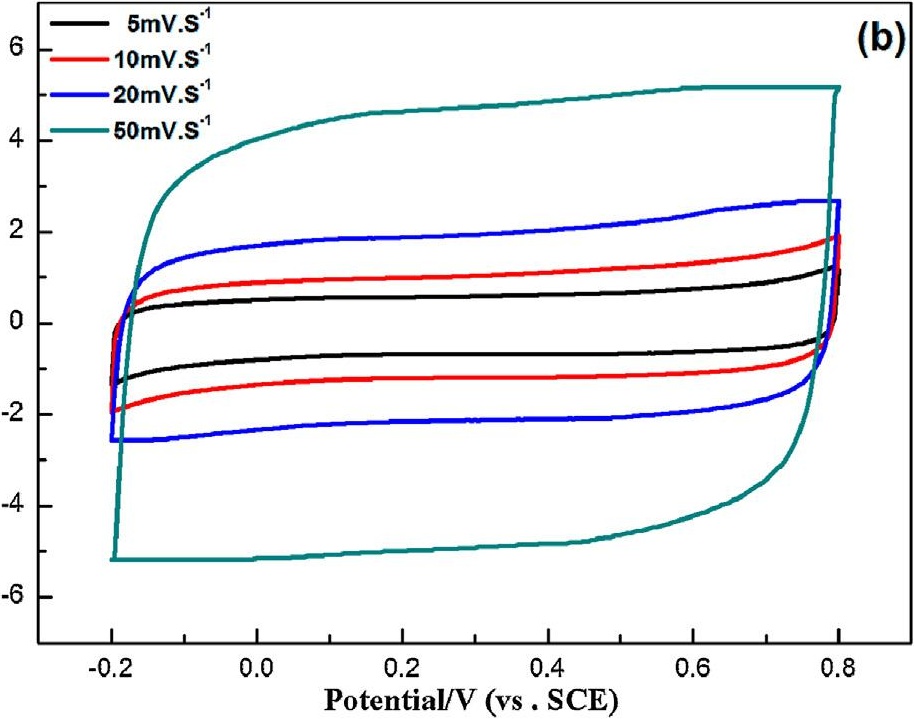 5mV.S⁻¹
10mV.S⁻¹
20mV.S⁻¹
50mV.S⁻¹
(b)
6
4
2
0
-2
-4
-6
-0.2 0.0 0.2 0.4 0.6 0.8
Potential/V (vs . SCE)